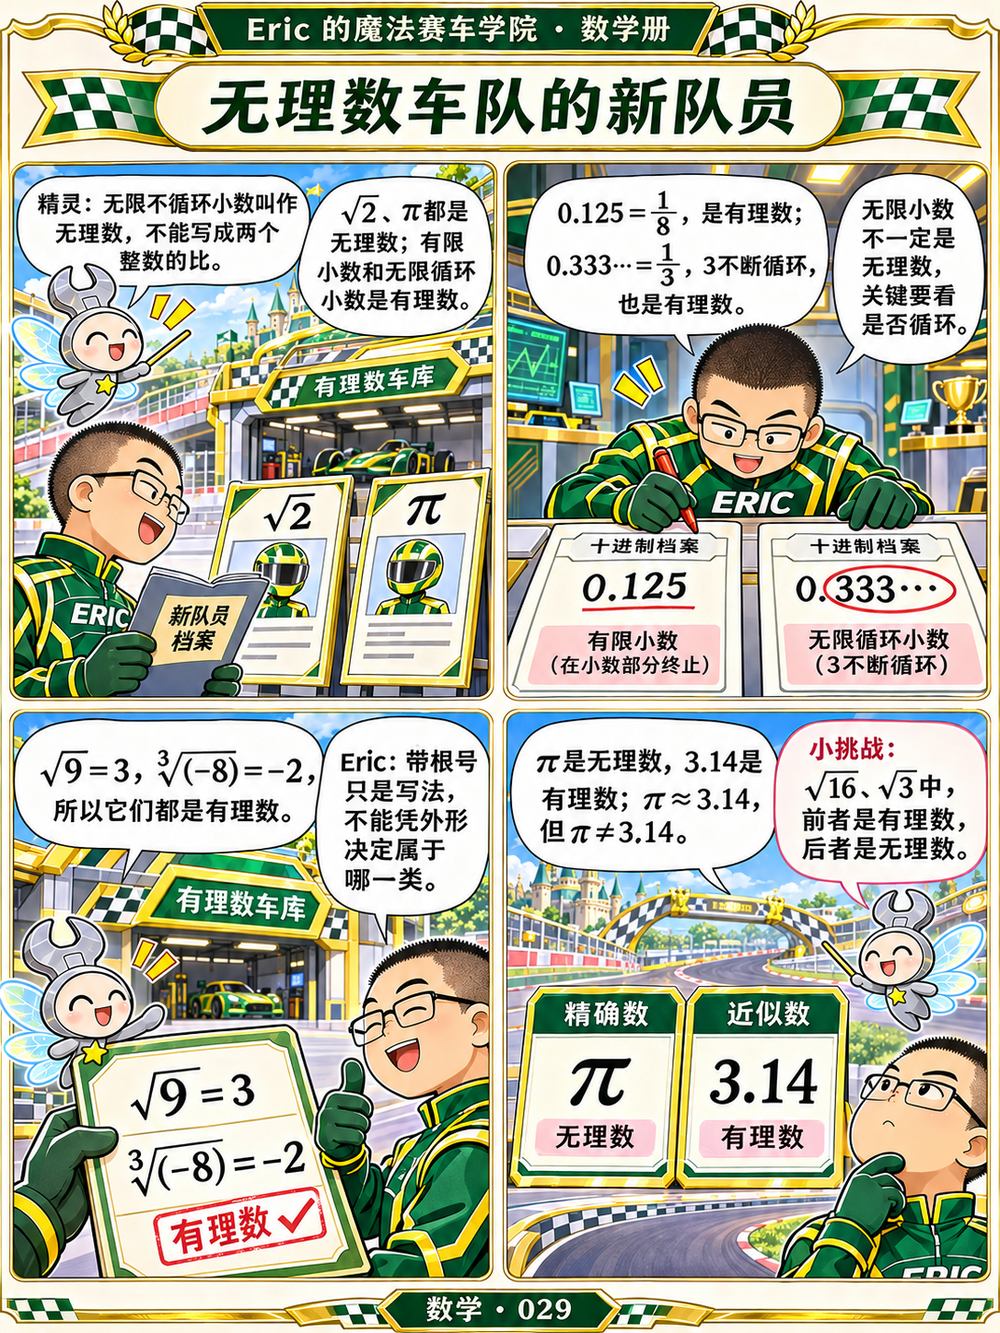 Eric 的魔法赛车学院 · 数学册
无理数车队的新队员
精灵：无限不循环小数叫作
无理数，不能写成两个
整数的比。
√2、π都是
无理数；有限
小数和无限循环
小数是有理数。
有理数车库
√2
π
ERIC
新队员
档案
0.125=1/8，是有理数；
0.333···=1/3，3不断循环，
也是有理数。
无限小数
不一定是
无理数，
关键要看
是否循环。
ERIC
十进制档案
0.125
有限小数
（在小数部分终止）
十进制档案
0.333···
无限循环小数
（3不断循环）
√9=3，∛(−8)=−2，
所以它们都是有理数。
Eric：带根号
只是写法，
不能凭外形
决定属于
哪一类。
有理数车库
√9=3
∛(−8)=−2
有理数✓
π是无理数，3.14是
有理数；π≈3.14，
但π≠3.14。
小挑战：
√16、√3中，
前者是有理数，
后者是无理数。
精确数
π
无理数
近似数
3.14
有理数
ERIC
数学 · 029